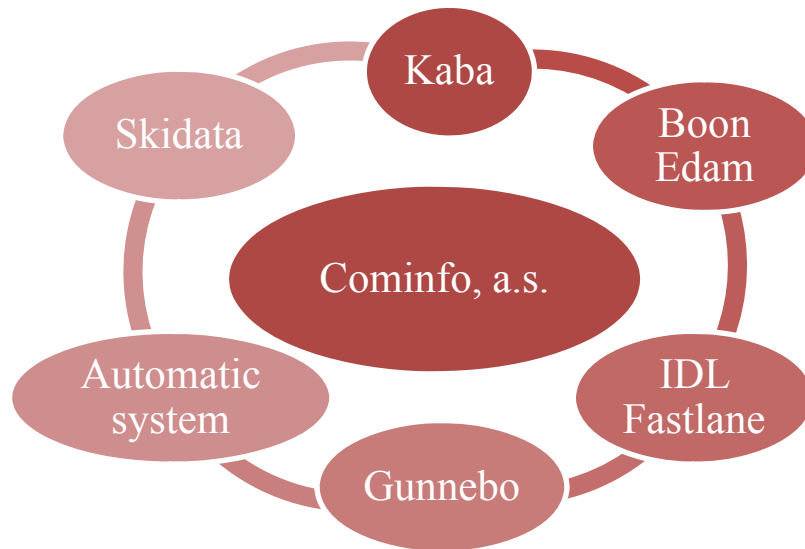 Kaba
Boon
Edam
Skidata
Cominfo, a.s.
IDL
Fastlane
Automatic
system
Gunnebo